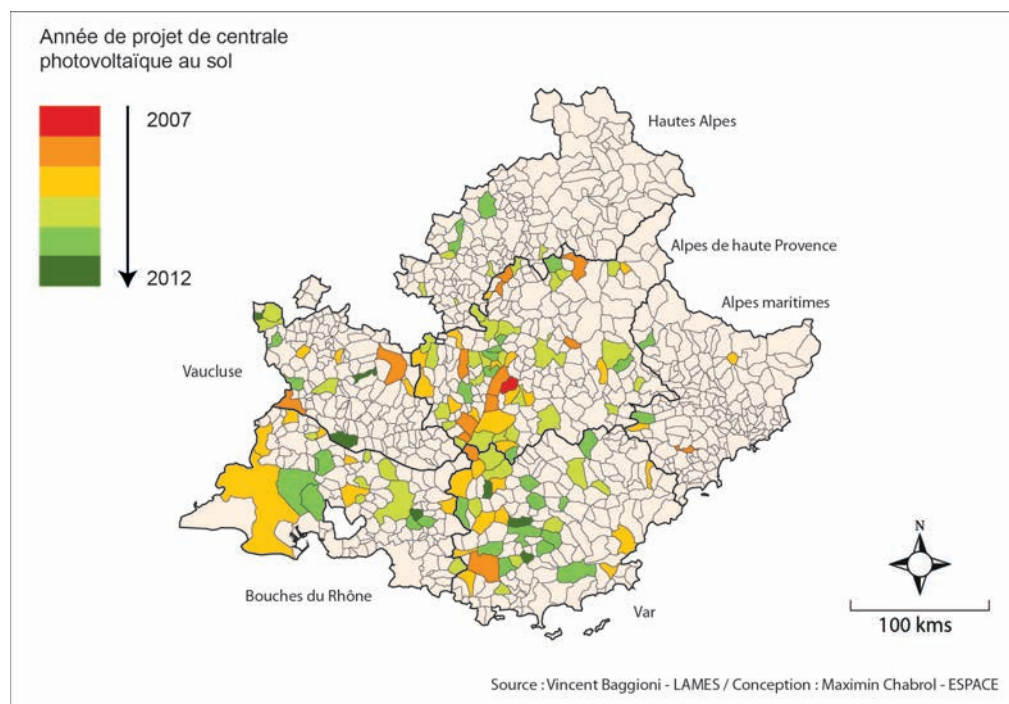 Année de projet de centrale
photovoltaïque au sol
2007
2012
Hautes Alpes
Alpes de haute Provence
Alpes maritimes
Vaucluse
Bouches du Rhône
Var
N
100 kms
Source : Vincent Baggioni - LAMES / Conception : Maximin Chabrol - ESPACE